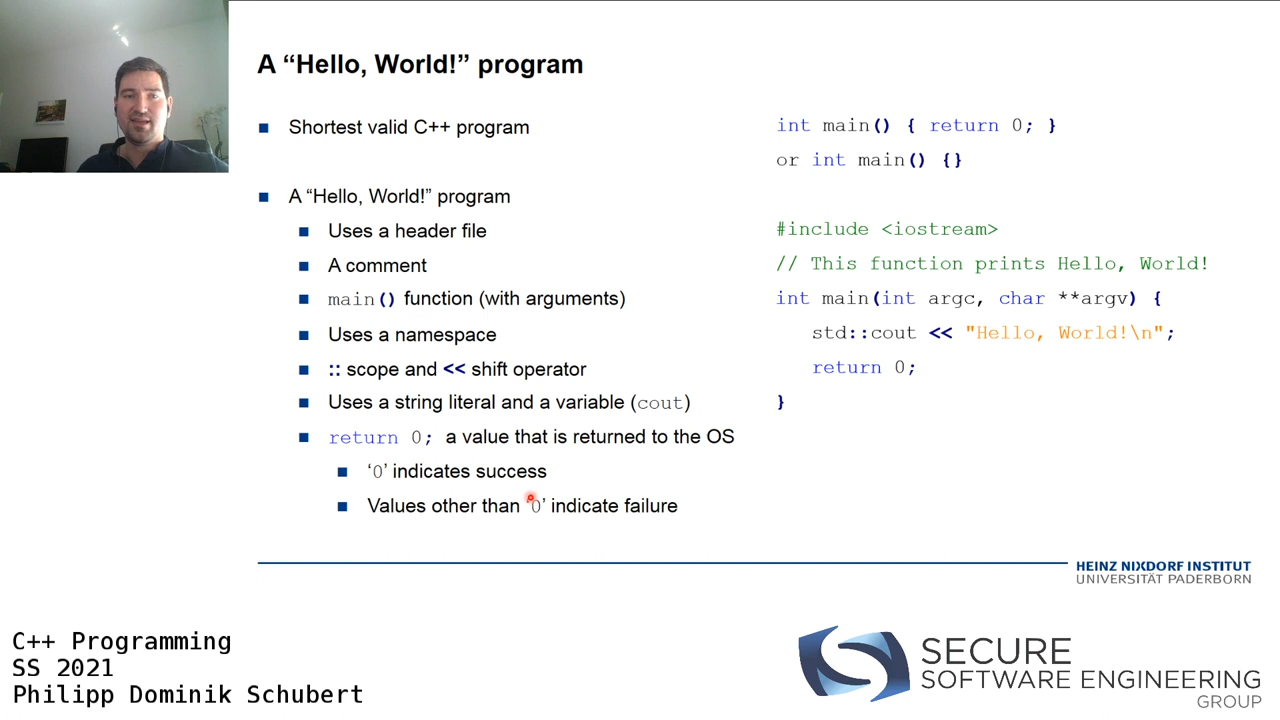 A “Hello, World!” program
Shortest valid C++ program
int main() { return 0; }
or int main() {}
A “Hello, World!” program
Uses a header file
A comment
main() function (with arguments)
Uses a namespace
:: scope and << shift operator
Uses a string literal and a variable (cout)
return 0; a value that is returned to the OS
‘0’ indicates success
Values other than ‘0’ indicate failure
#include <iostream>
// This function prints Hello, World!
int main(int argc, char **argv) {
std::cout << "Hello, World!\n";
return 0;
}
HEINZ NIXDORF INSTITUT
UNIVERSITÄT PADERBORN
C++ Programming
SS 2021
Philipp Dominik Schubert
SECURE
SOFTWARE ENGINEERING
GROUP